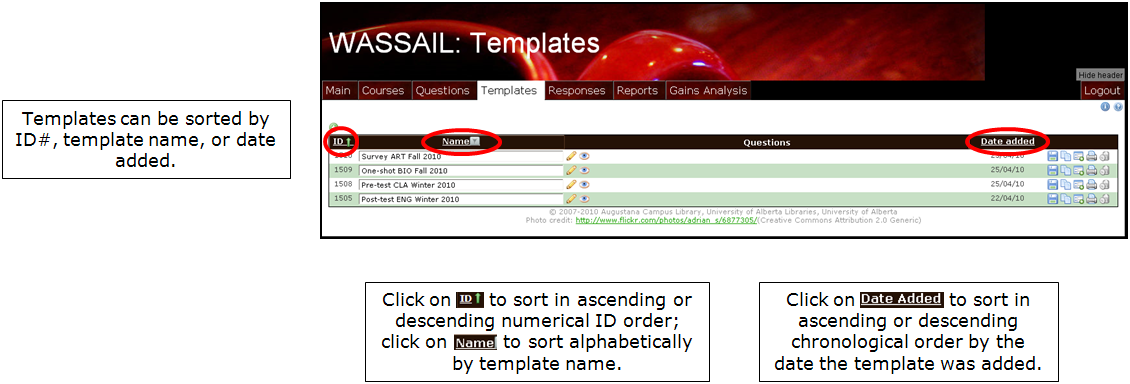 WASSAIL: Templates
Hide header
Main Courses Questions Templates Responses Reports Gains Analysis Logout
Templates can be sorted by
ID#, template name, or date
added.
ID Name Questions Date added
Survey ART Fall 2010 25/04/10
1509 One-shot BIO Fall 2010 25/04/10
1508 Pre-test CLA Winter 2010 25/04/10
1505 Post-test ENG Winter 2010 22/04/10
© 2007-2010 Augustana Campus Library, University of Alberta Libraries, University of Alberta
Photo credit: http://www.flickr.com/photos/adrian_s/6877305/(Creative Commons Attribution 2.0 Generic)
Click on ID to sort in ascending or
descending numerical ID order;
click on Name to sort alphabetically
by template name.
Click on Date Added to sort in
ascending or descending
chronological order by the
date the template was added.